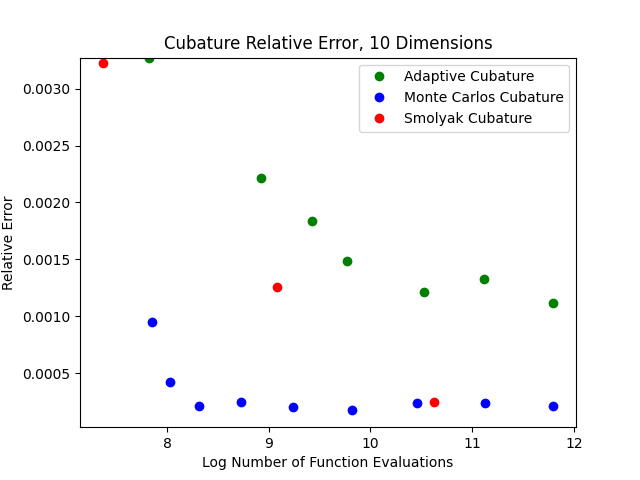 Cubature Relative Error, 10 Dimensions
Adaptive Cubature
Monte Carlos Cubature
Smolyak Cubature
Relative Error
0.0030
0.0025
0.0020
0.0015
0.0010
0.0005
8 9 10 11 12
Log Number of Function Evaluations